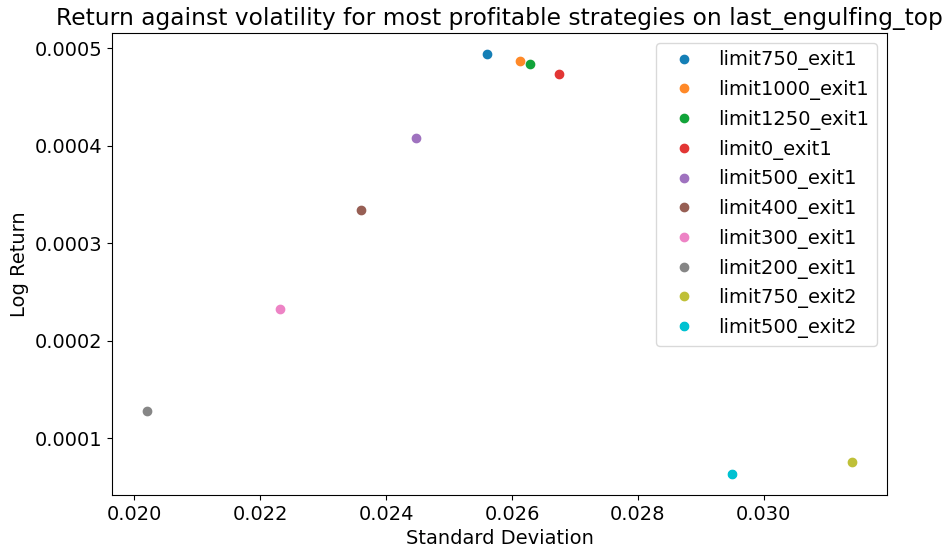 Return against volatility for most profitable strategies on last_engulfing_top
0.0005
0.0004
0.0003
0.0002
0.0001
Log Return
limit750_exit1
limit1000_exit1
limit1250_exit1
limit0_exit1
limit500_exit1
limit400_exit1
limit300_exit1
limit200_exit1
limit750_exit2
limit500_exit2
0.020 0.022 0.024 0.026 0.028 0.030
Standard Deviation